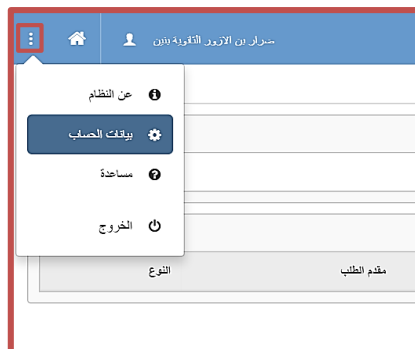 ضرار بن الازور الثانوية بنين
عن النظام
بيانات الحساب
مساعدة
الخروج
مقدم الطلب
النوع